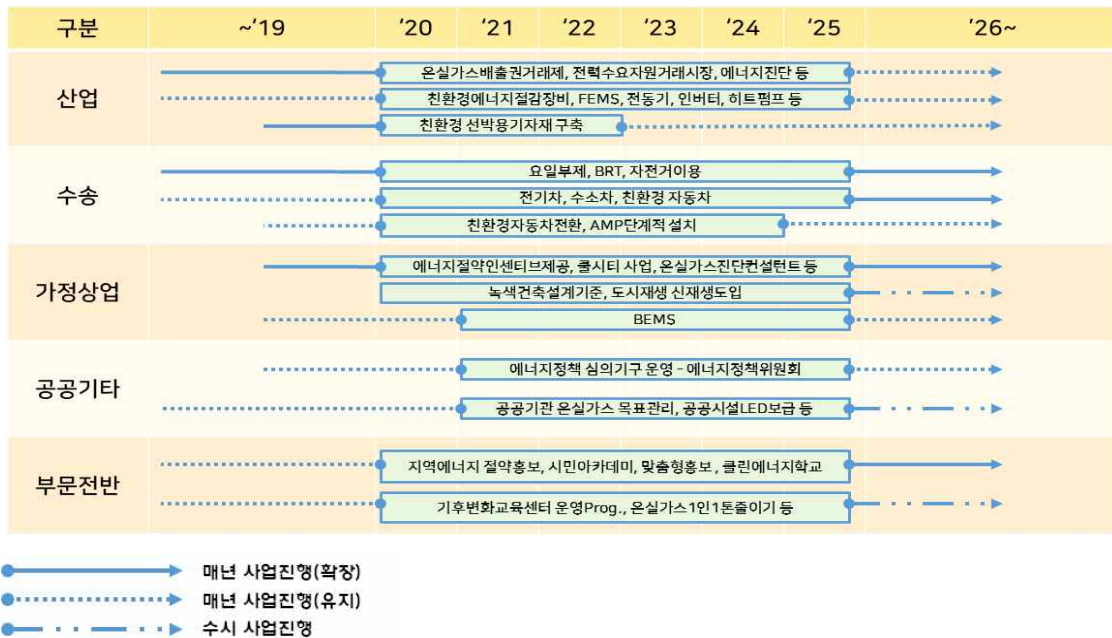 구분 ~'19 '20 '21 '22 '23 '24 '25 '26~
산업
온실가스배출권거래제, 전력수요자원거래시장, 에너지진단 등
친환경에너지절감장비, FEMS, 전동기, 인버터, 히트펌프 등
친환경 선박용기자재 구축
수송
요일부제, BRT, 자전거이용
전기차, 수소차, 친환경 자동차
친환경자동차전환, AMP단계적 설치
가정상업
에너지절약인센티브제공, 쿨시티 사업, 온실가스진단컨설턴트 등
녹색건축설계기준, 도시재생 신재생도입
BEMS
공공기타
에너지정책 심의기구 운영 - 에너지정책위원회
공공기관 온실가스 목표관리, 공공시설LED보급 등
부문전반
지역에너지 절약홍보, 시민아카데미, 맞춤형홍보, 클린에너지학교
기후변화교육센터 운영Prog., 온실가스1인1톤줄이기 등
매년 사업진행(확장)
매년 사업진행(유지)
수시 사업진행